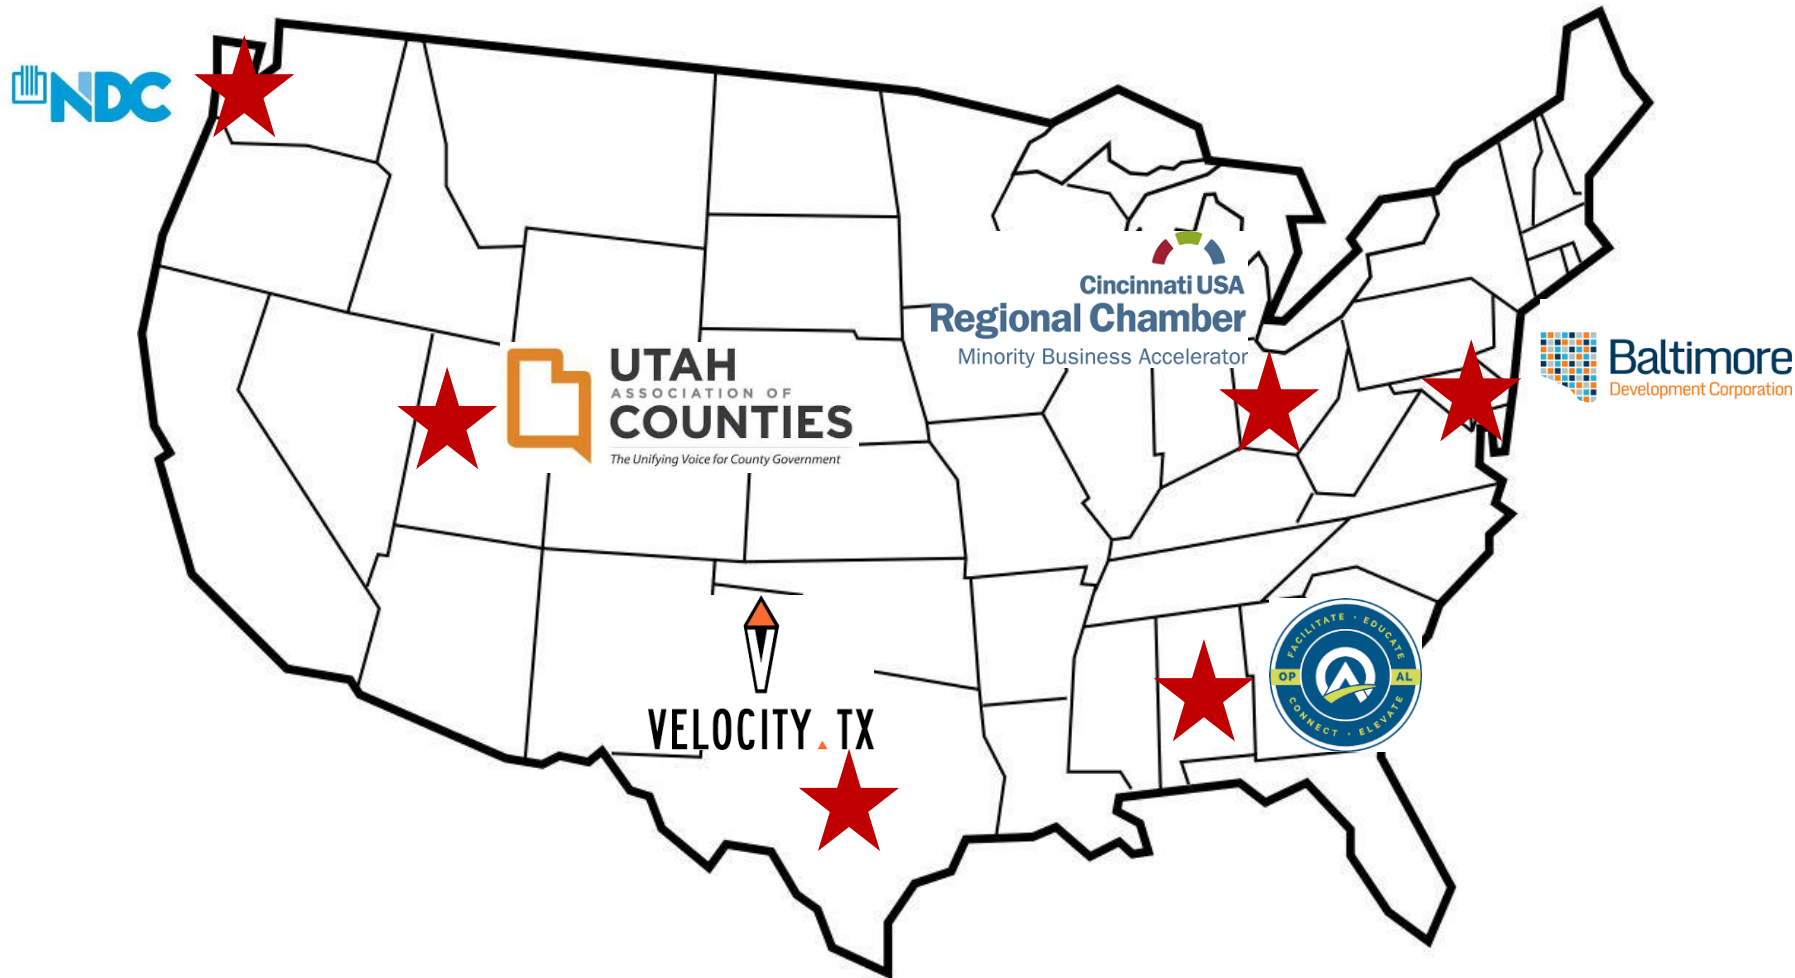 NDC
Cincinnati USA
Regional Chamber
Minority Business Accelerator
UTAH
ASSOCIATION OF
COUNTIES
The Unifying Voice for County Government
Baltimore
Development Corporation
VELOCITY.TX
FACILITATE · EDUCATE
OP AL
CONNECT · ELEVATE